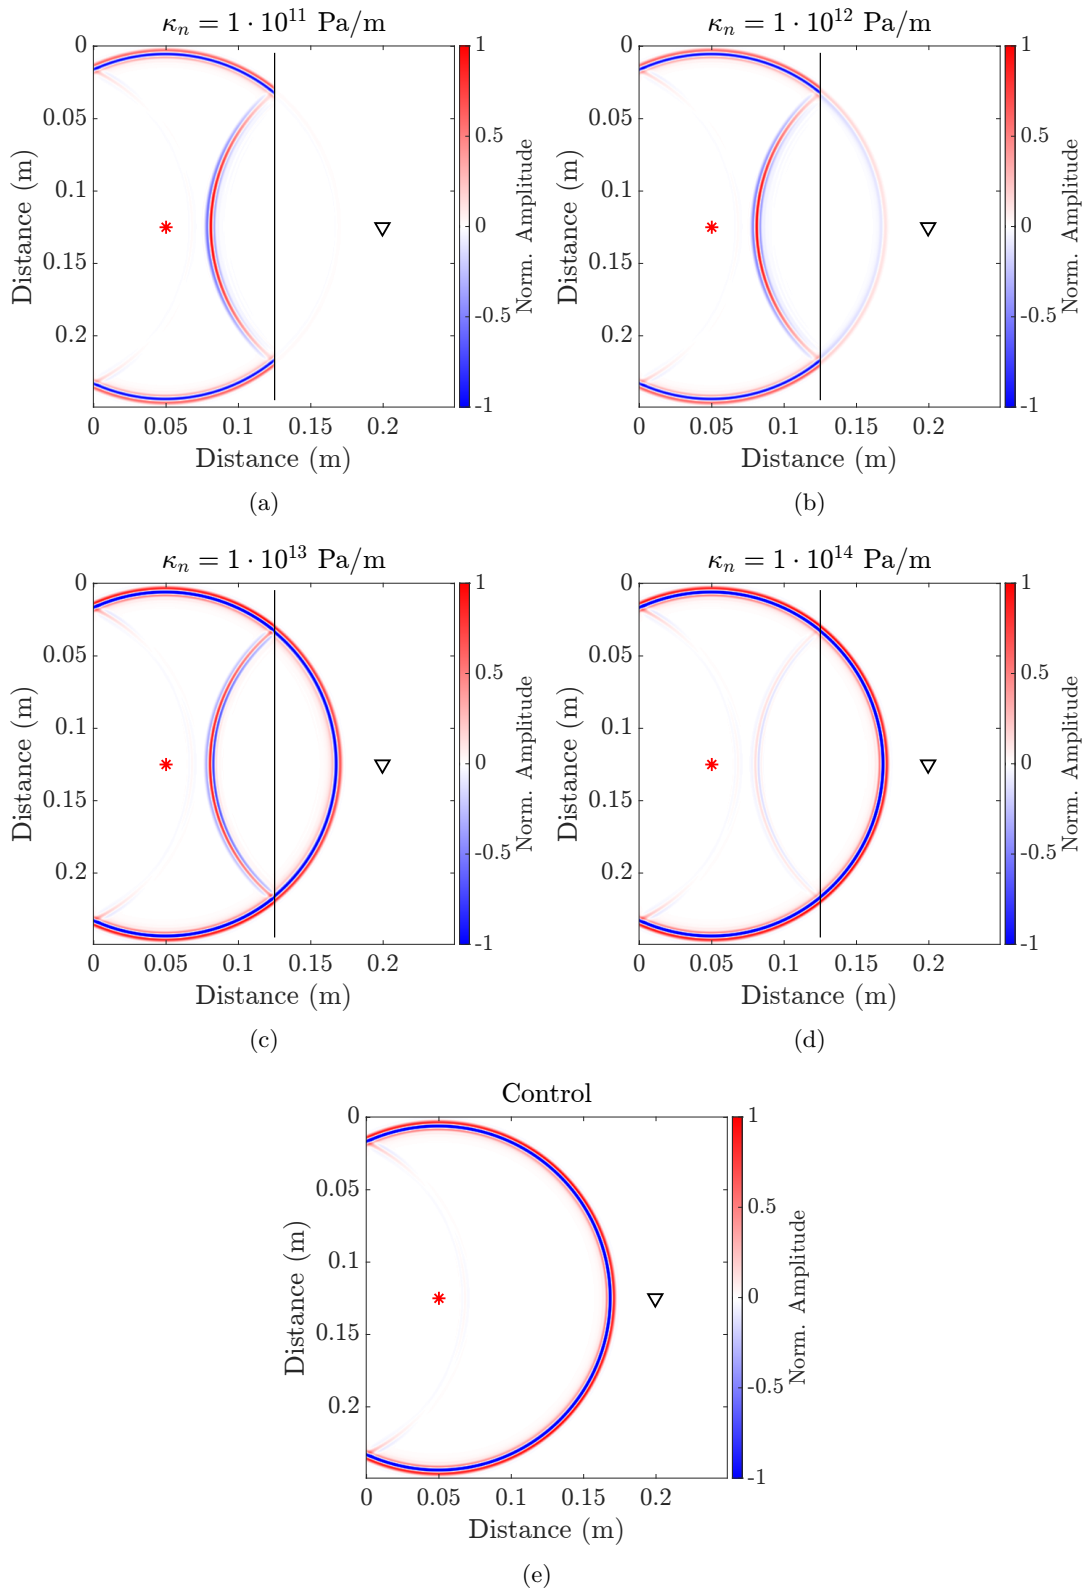 κₙ = 1 · 10¹¹ Pa/m
0
0.05
0.1
0.15
0.2
Distance (m)
0 0.05 0.1 0.15 0.2
Distance (m)
1
0.5
0
-0.5
-1
Norm. Amplitude
(a)
κₙ = 1 · 10¹² Pa/m
0
0.05
0.1
0.15
0.2
Distance (m)
0 0.05 0.1 0.15 0.2
Distance (m)
1
0.5
0
-0.5
-1
Norm. Amplitude
(b)
κₙ = 1 · 10¹³ Pa/m
0
0.05
0.1
0.15
0.2
Distance (m)
0 0.05 0.1 0.15 0.2
Distance (m)
1
0.5
0
-0.5
-1
Norm. Amplitude
(c)
κₙ = 1 · 10¹⁴ Pa/m
0
0.05
0.1
0.15
0.2
Distance (m)
0 0.05 0.1 0.15 0.2
Distance (m)
1
0.5
0
-0.5
-1
Norm. Amplitude
(d)
Control
0
0.05
0.1
0.15
0.2
Distance (m)
0 0.05 0.1 0.15 0.2
Distance (m)
1
0.5
0
-0.5
-1
Norm. Amplitude
(e)